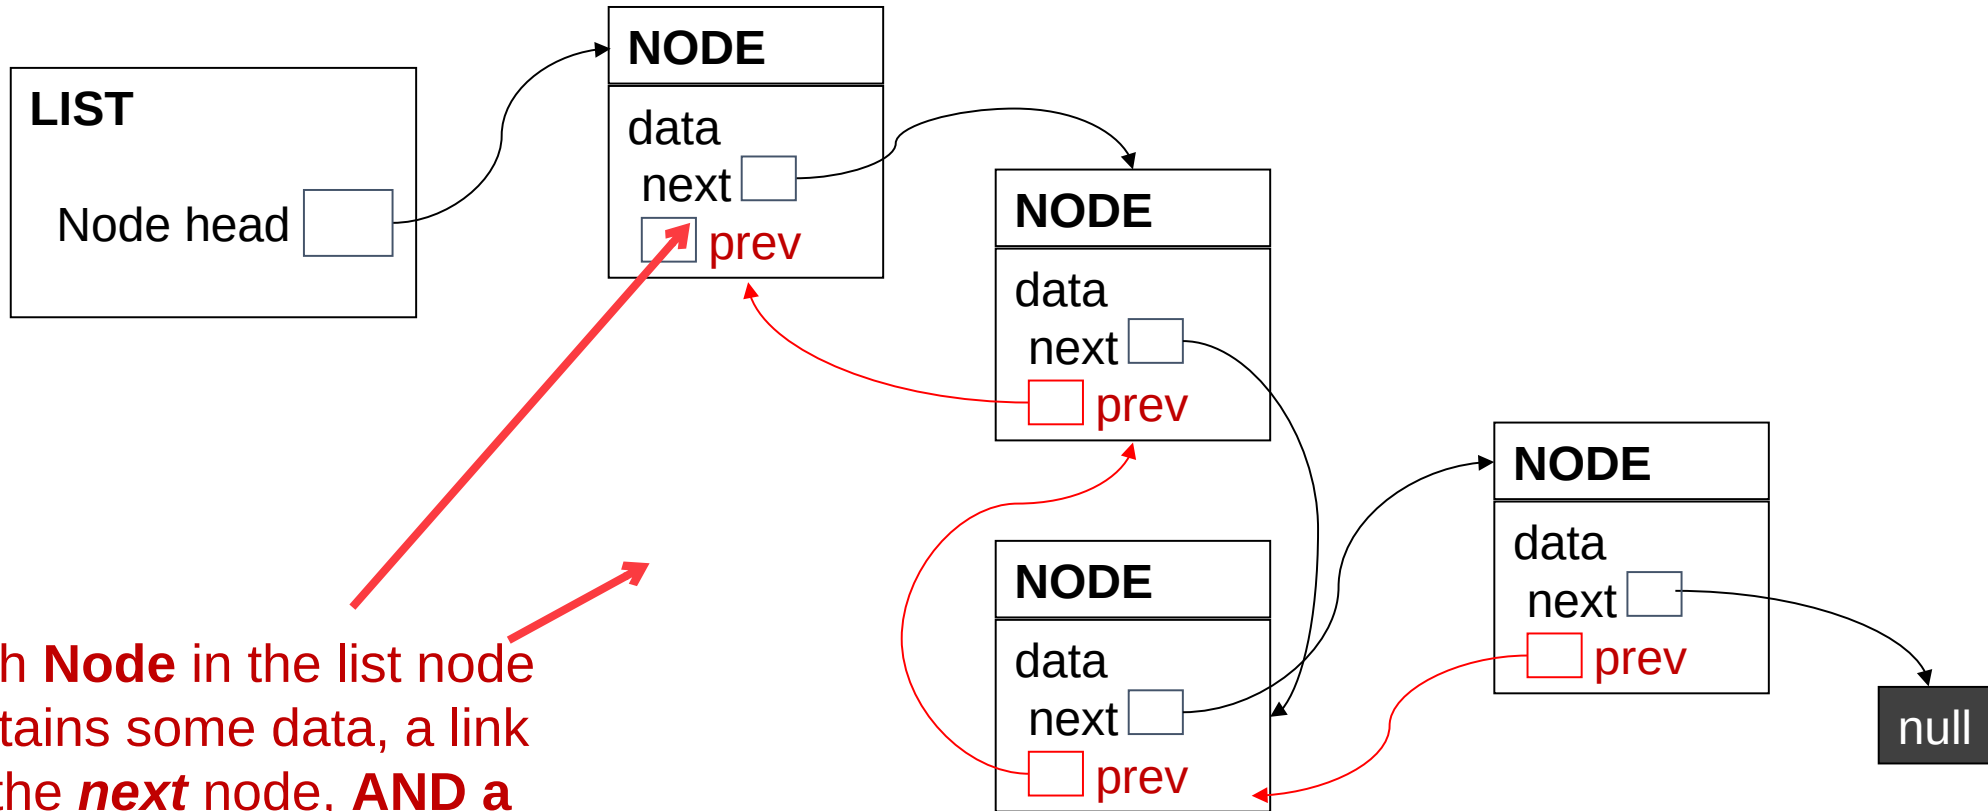 LIST
Node head
NODE
data
next
prev
NODE
data
next
prev
NODE
data
next
prev
NODE
data
next
prev
null
h Node in the list node
tains some data, a link
the next node, AND a